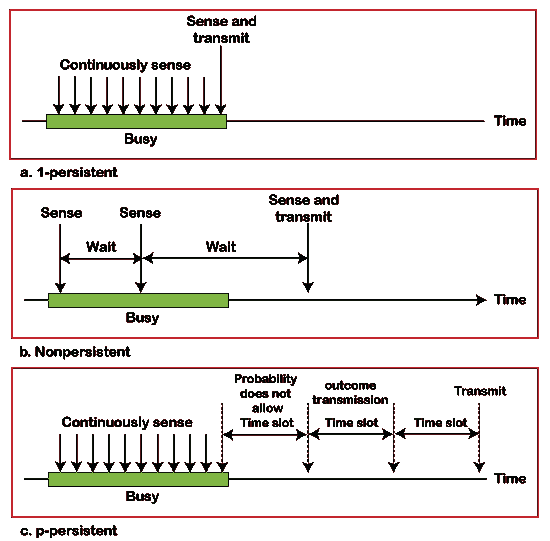 Sense and
transmit
Continuously sense
Time
Busy
a. 1-persistent
Sense Sense Sense and
transmit
Wait Wait
Time
Busy
b. Nonpersistent
Probability
does not
allow
outcome
transmission
Transmit
Continuously sense Time slot Time slot Time slot
Time
Busy
c. p-persistent